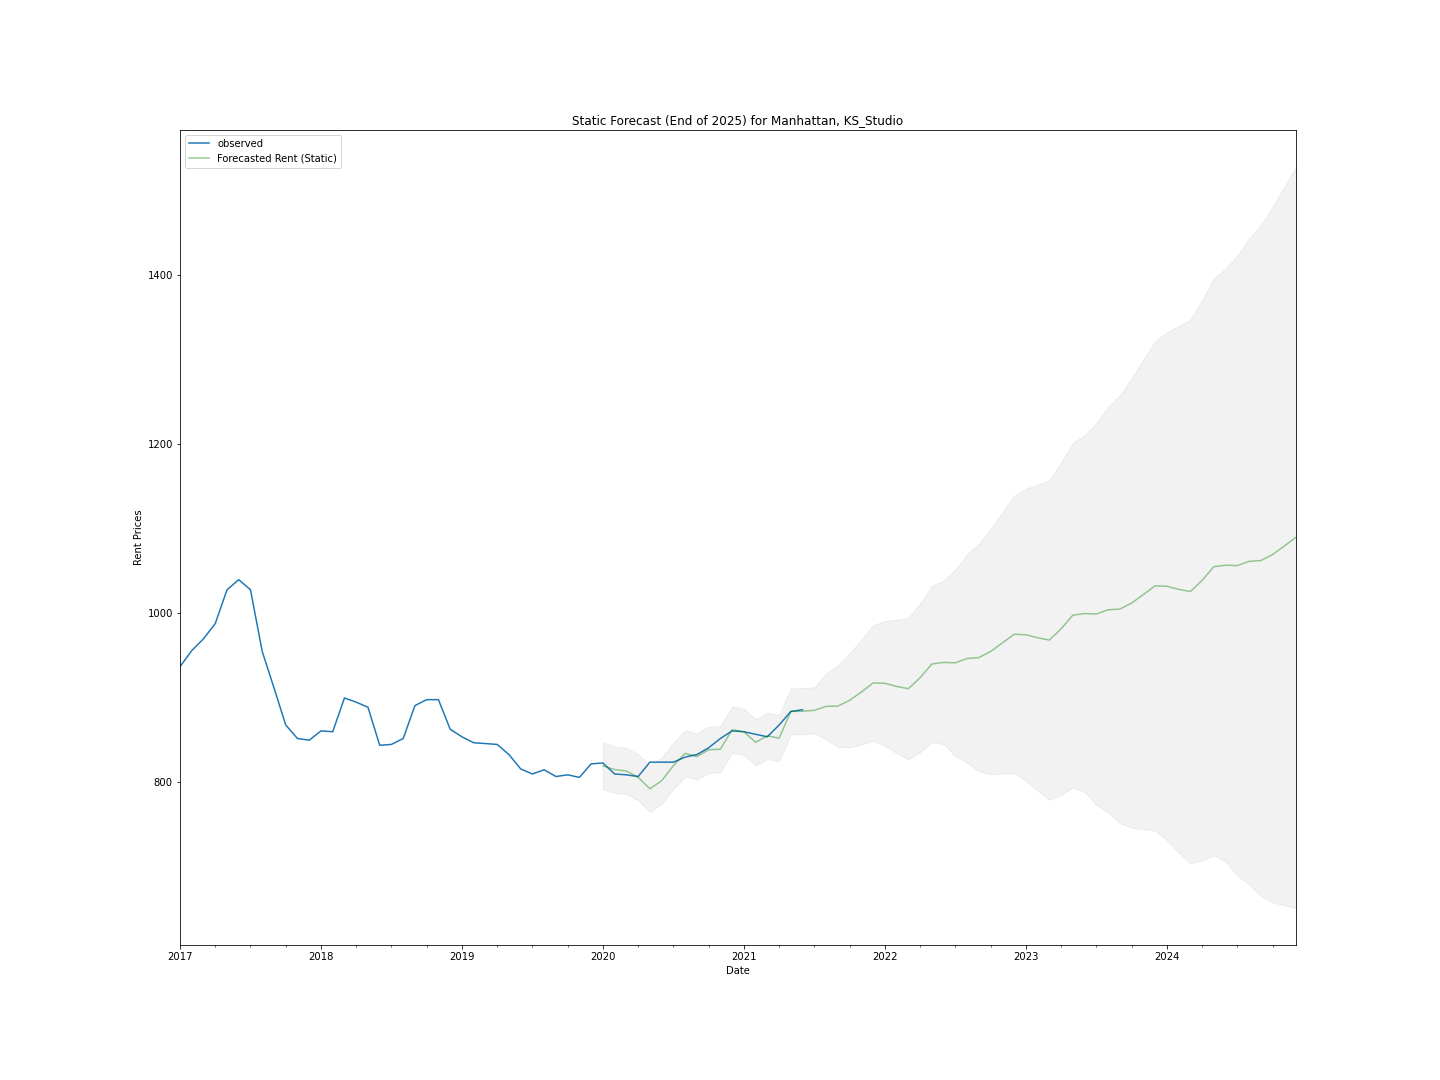 Static Forecast (End of 2025) for Manhattan, KS_Studio
observed
Forecasted Rent (Static)
1400
1200
1000
800
Rent Prices
2017 2018 2019 2020 2021 2022 2023 2024
Date